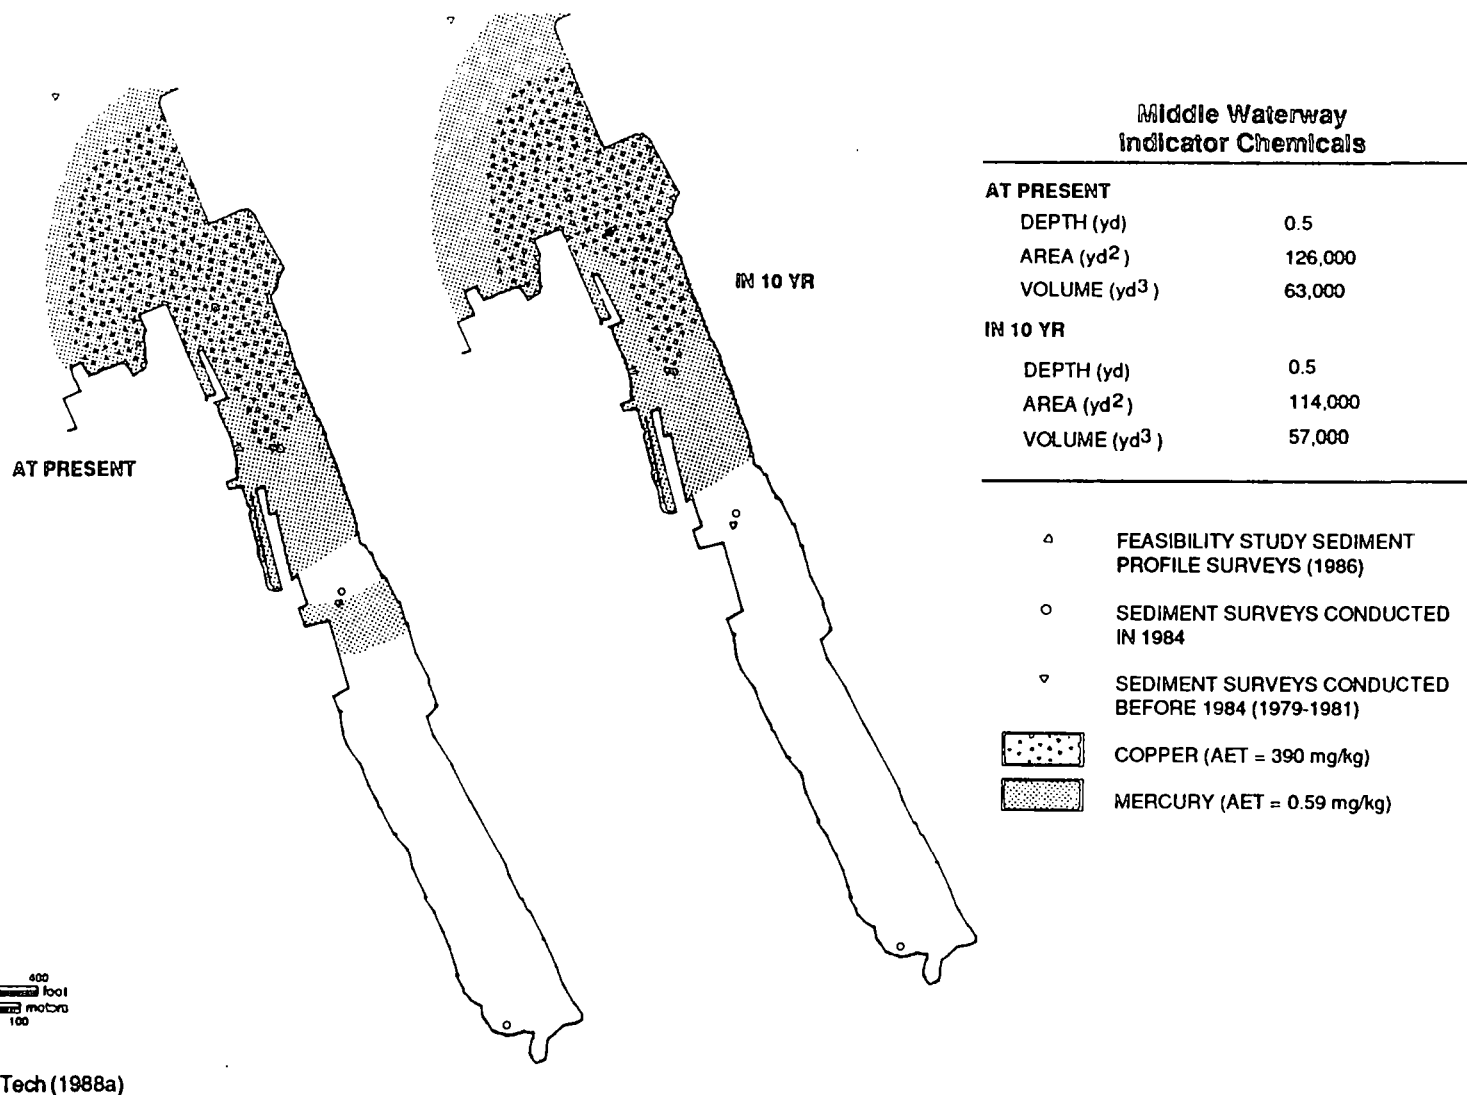 Middle Waterway
Indicator Chemicals
AT PRESENT
DEPTH (yd) 0.5
AREA (yd2) 126,000
VOLUME (yd3) 63,000
IN 10 YR
DEPTH (yd) 0.5
AREA (yd2) 114,000
VOLUME (yd3) 57,000
IN 10 YR
AT PRESENT
FEASIBILITY STUDY SEDIMENT
PROFILE SURVEYS (1986)
SEDIMENT SURVEYS CONDUCTED
IN 1984
SEDIMENT SURVEYS CONDUCTED
BEFORE 1984 (1979-1981)
COPPER (AET = 390 mg/kg)
MERCURY (AET = 0.59 mg/kg)
400
feet
meters
100
Tech (1988a)